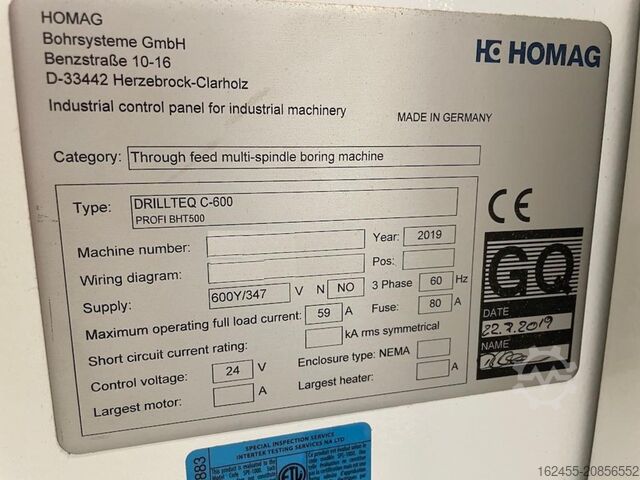 HOMAG
Bohrsysteme GmbH
Benzstraße 10-16
D-33442 Herzebrock-Clarholz
HOMAG
Industrial control panel for industrial machinery
MADE IN GERMANY
Category: Through feed multi-spindle boring machine
Type: DRILLTEQ C-600
PROFI BHT500
Machine number: Year: 2019
Wiring diagram: Pos:
Supply: 600Y/347 V N NO 3 Phase 60 Hz
Maximum operating full load current: 59 A Fuse: 80 A
Short circuit current rating: kA rms symmetrical
Control voltage: 24 V Enclosure type: NEMA
Largest motor: A Largest heater: A
CE
GQ
DATE
22.7.2019
NAME
SPECIAL INSPECTION SERVICE
INTERTEK TESTING SERVICES NA LTD
883
162455-20856552